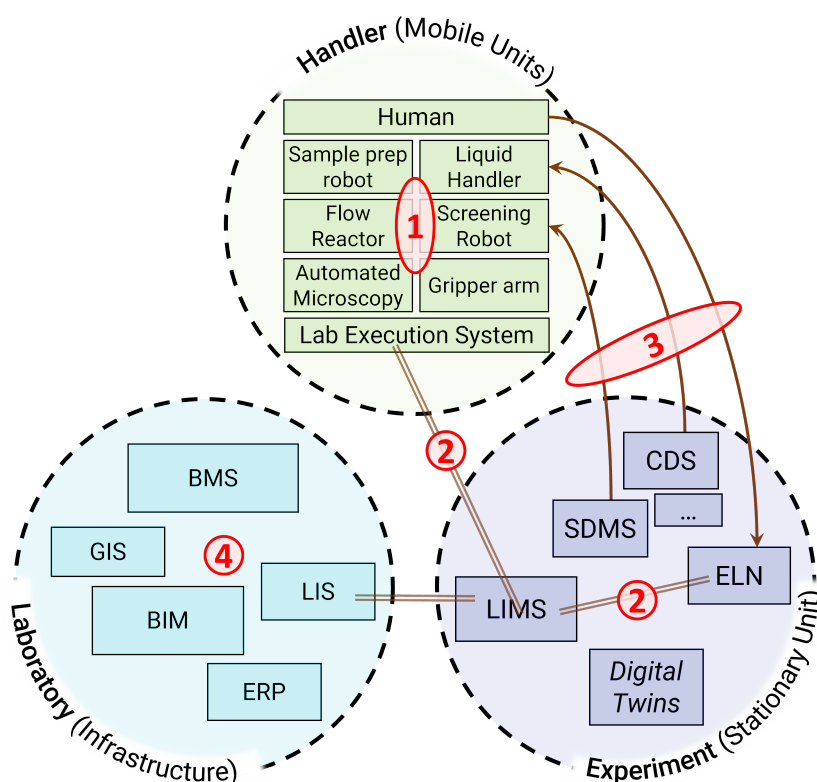 Handler (Mobile Units)
Human
Sample prep
robot
Liquid
Handler
Flow
Reactor
1
Screening
Robot
Automated
Microscopy
Gripper arm
Lab Execution System
3
2
CDS
...
SDMS
ELN
LIMS
2
Digital
Twins
Experiment (Stationary Unit)
BMS
GIS
4
LIS
BIM
ERP
Laboratory (Infrastructure)